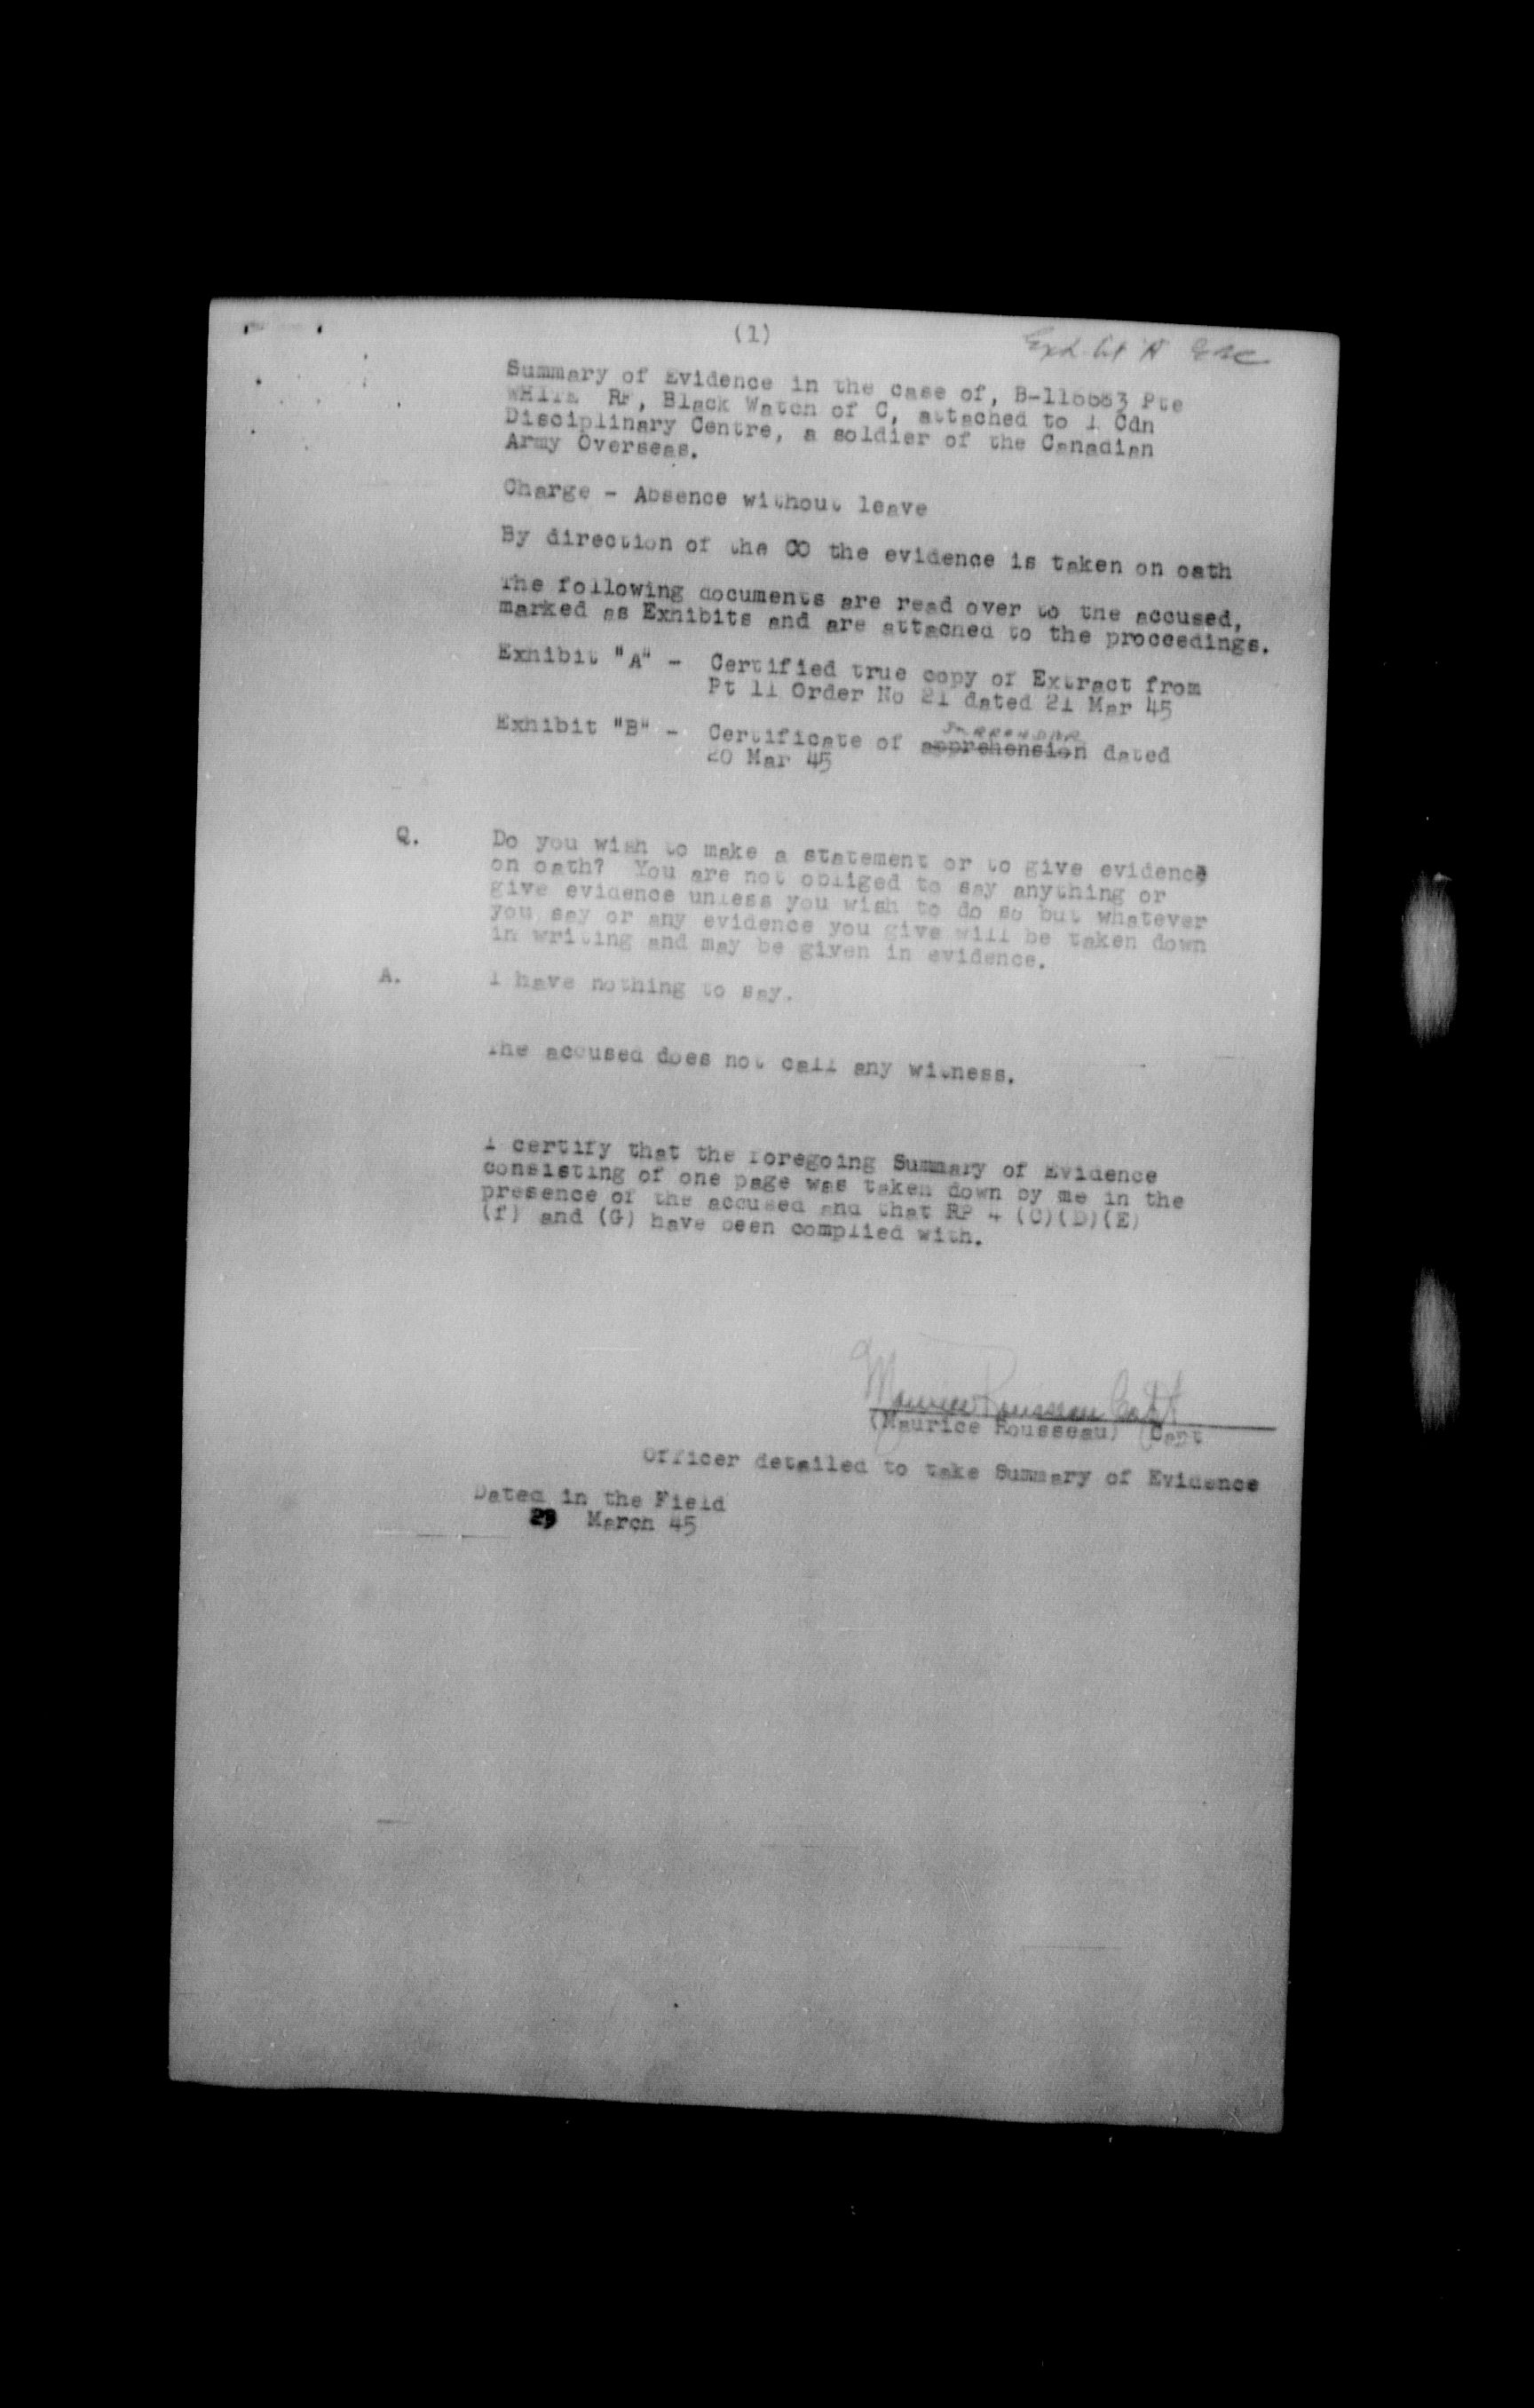 (1)
Exhibit "A"
Summary of Evidence in the case of, B-116683 Pte
WHITE RF, Black Watch of C, attached to 1 Cdn
Disciplinary Centre, a soldier of the Canadian
Army Overseas.
Charge - Absence without leave
By direction of the CO the evidence is taken on oath
The following documents are read over to the accused,
marked as Exhibits and are attached to the proceedings.
Exhibit "A" - Certified true copy of Extract from
Pt 11 Order No 21 dated 21 Mar 45
surrender
Exhibit "B" - Certificate of apprehension dated
20 Mar 45
Q. Do you wish to make a statement or to give evidence
on oath? You are not obliged to say anything or
give evidence unless you wish to do so but whatever
you say or any evidence you give will be taken down
in writing and may be given in evidence.
A. I have nothing to say.
The accused does not call any witness.
I certify that the foregoing Summary of Evidence
consisting of one page was taken down by me in the
presence of the accused and that RP 4 (C)(D)(E)
(f) and (G) have been complied with.
Maurice Rousseau Capt
(Maurice Rousseau) Capt
Officer detailed to take Summary of Evidence
Dated in the Field
March 45